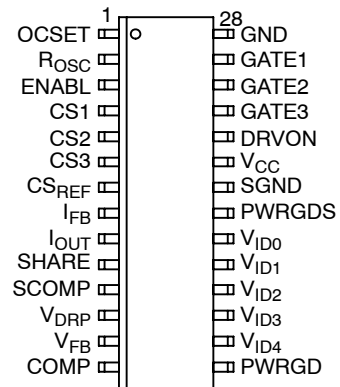 1 28
OCSET GND
ROSC GATE1
ENABL GATE2
CS1 GATE3
CS2 DRVON
CS3 VCC
CSREF SGND
IFB PWRGDS
IOUT VID0
SHARE VID1
SCOMP VID2
VDRP VID3
VFB VID4
COMP PWRGD